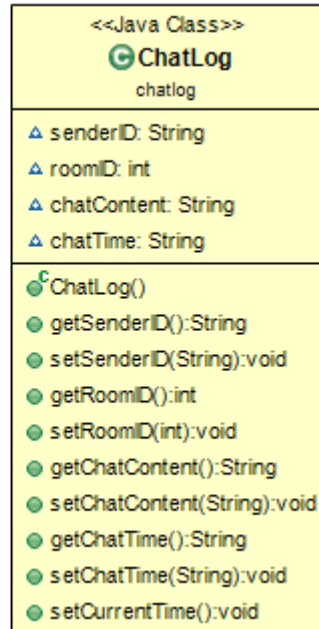 <<Java Class>>
ChatLog
chatlog
senderID: String
roomID: int
chatContent: String
chatTime: String
ChatLog()
getSenderID():String
setSenderID(String):void
getRoomID():int
setRoomID(int):void
getChatContent():String
setChatContent(String):void
getChatTime():String
setChatTime(String):void
setCurrentTime():void